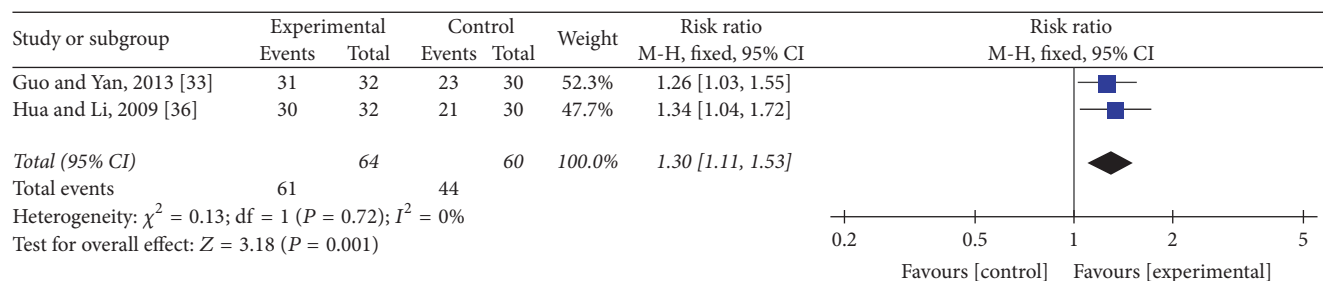 Study or subgroup Experimental Control Weight Risk ratio Risk ratio
Events Total Events Total M-H, fixed, 95% CI M-H, fixed, 95% CI
Guo and Yan, 2013 [33] 31 32 23 30 52.3% 1.26 [1.03, 1.55]
Hua and Li, 2009 [36] 30 32 21 30 47.7% 1.34 [1.04, 1.72]
Total (95% CI) 64 60 100.0% 1.30 [1.11, 1.53]
Total events 61 44
Heterogeneity: χ² = 0.13; df = 1 (P = 0.72); I² = 0%
Test for overall effect: Z = 3.18 (P = 0.001)
0.2 0.5 1 2 5
Favours [control] Favours [experimental]